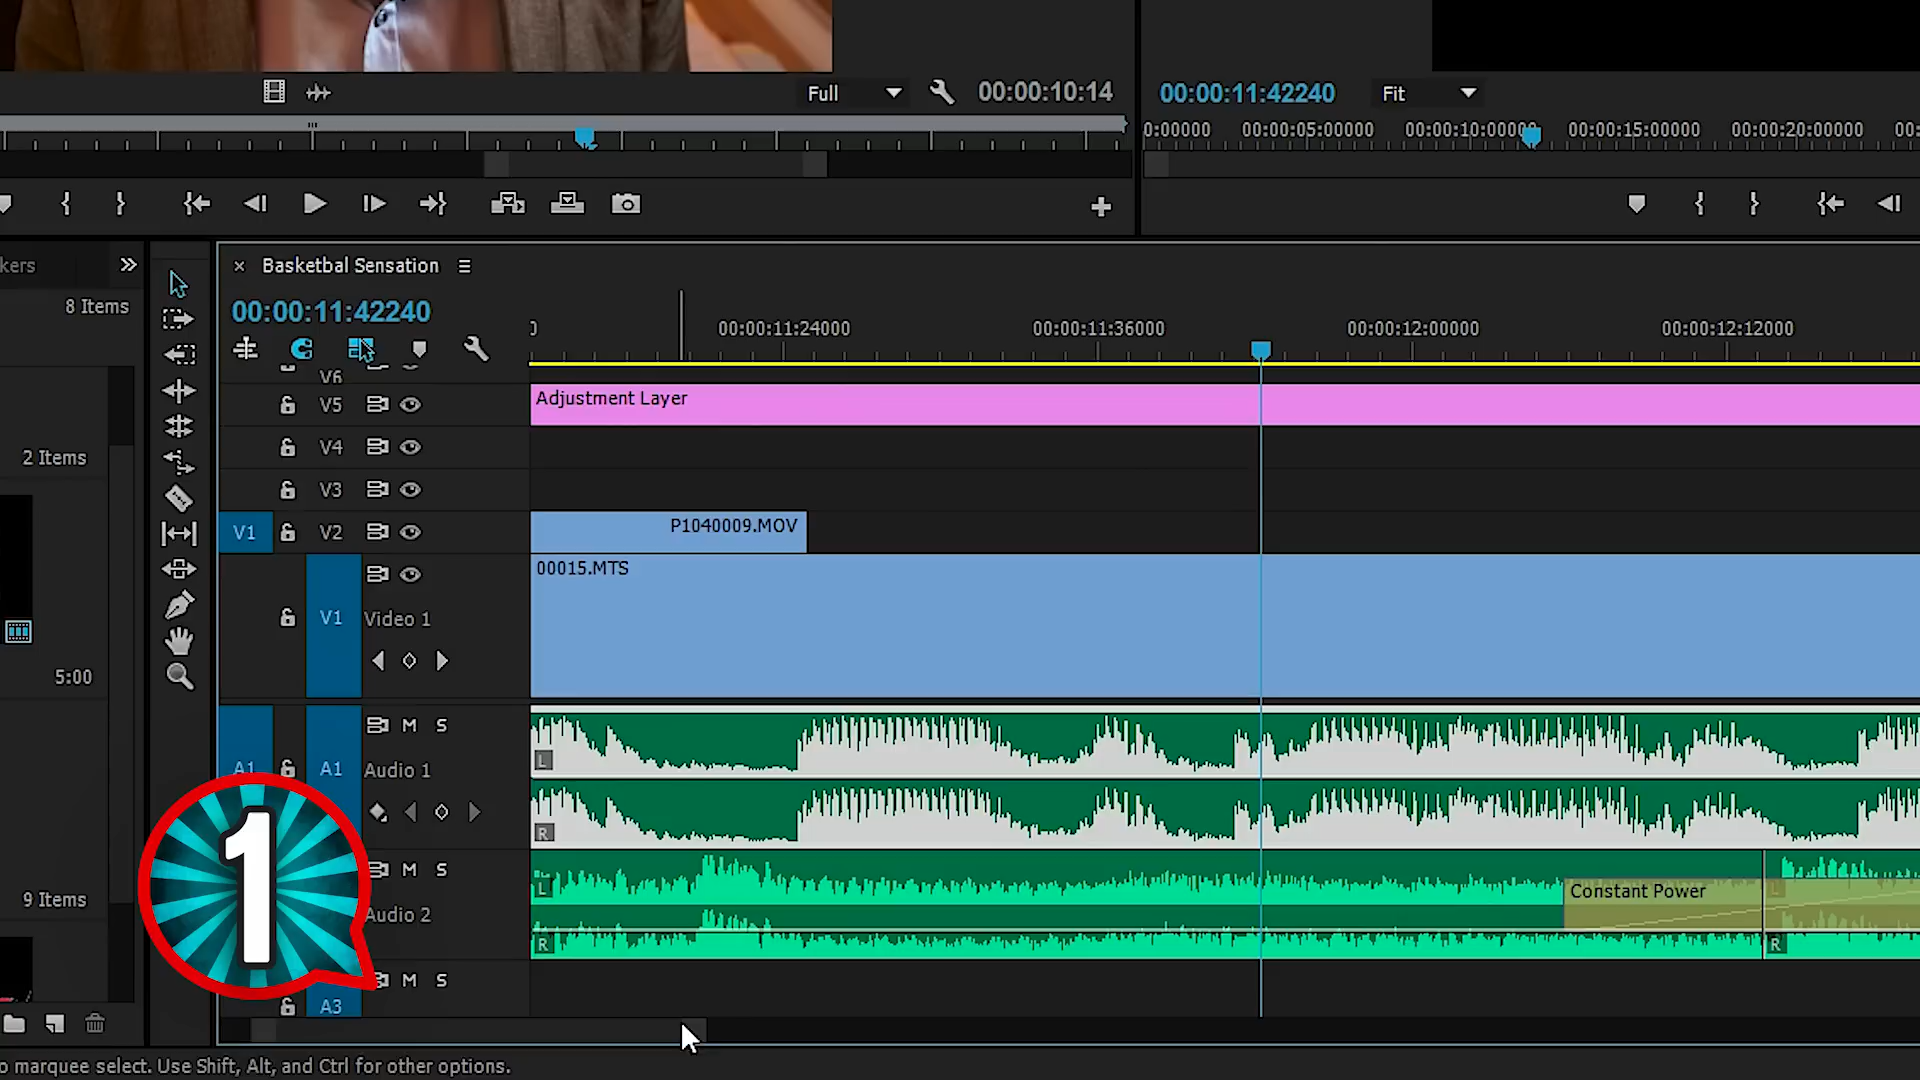 Full
00:00:10:14
00:00:11:42240
Fit
0:00000
00:00:05:00000
00:00:10:0000
00:00:15:00000
00:00:20:00000
00:
kers
8 Items
× Basketbal Sensation
00:00:11:42240
00:00:11:24000
00:00:11:36000
00:00:12:00000
00:00:12:12000
V6
V5
Adjustment Layer
V4
2 Items
V3
V1
V2
P1040009.MOV
00015.MTS
V1
Video 1
5:00
M S
A1
A1
Audio 1
L
R
1
M S
L
Constant Power
L
9 Items
Audio 2
R
R
M S
A3
o marquee select. Use Shift, Alt, and Ctrl for other options.